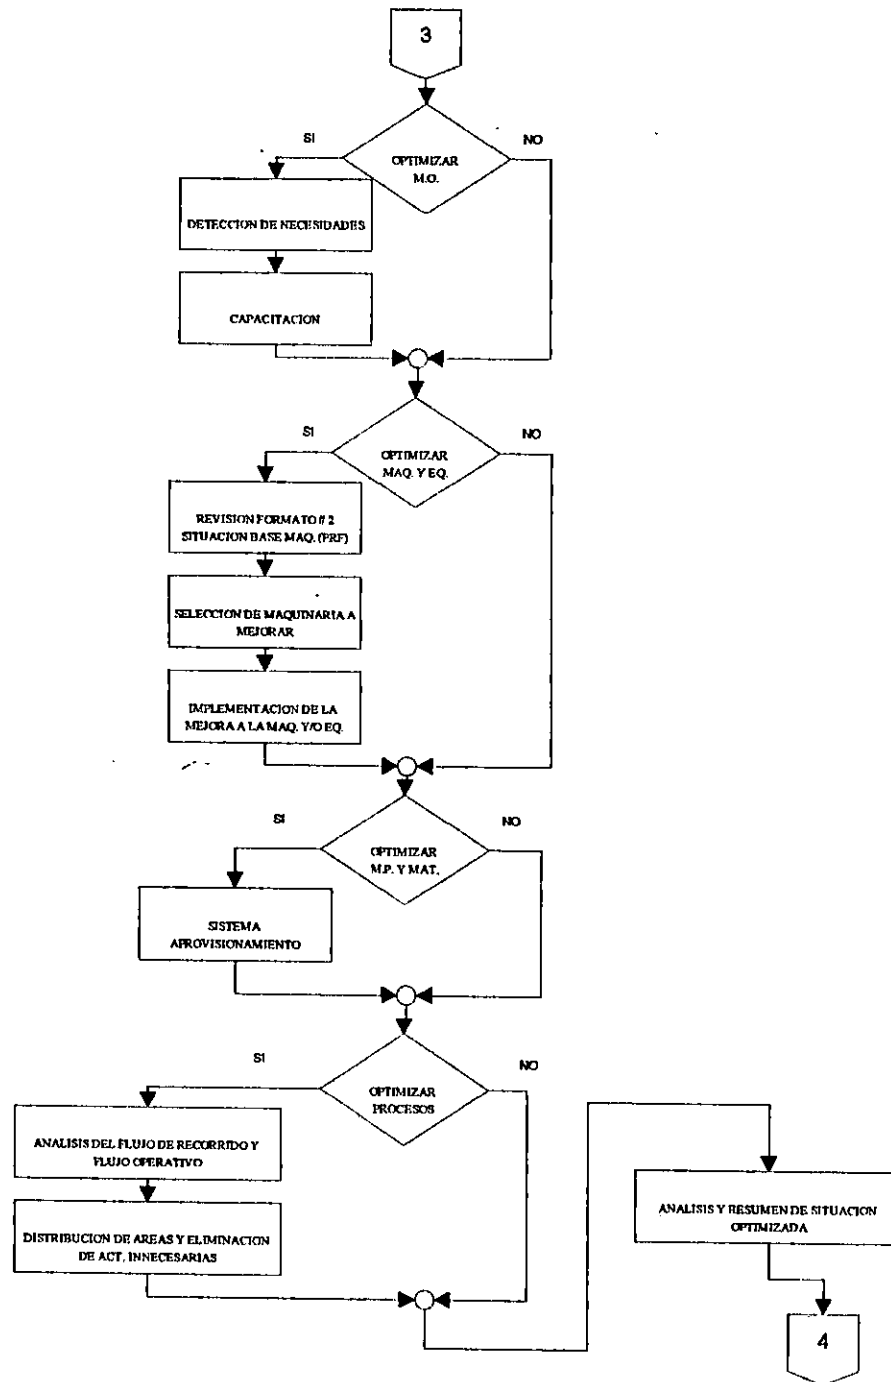 3
SI
NO
OPTIMIZAR
M.O.
DETECCION DE NECESIDADES
CAPACITACION
SI
NO
OPTIMIZAR
MAQ. Y EQ.
REVISION FORMATO # 2
SITUACION BASE MAQ. (PRF)
SELECCION DE MAQUINARIA A
MEJORAR
IMPLEMENTACION DE LA
MEJORA A LA MAQ. Y/O EQ.
SI
NO
OPTIMIZAR
M.P. Y MAT.
SISTEMA
APROVISIONAMIENTO
SI
NO
OPTIMIZAR
PROCESOS
ANALISIS DEL FLUJO DE RECORRIDO Y
FLUJO OPERATIVO
DISTRIBUCION DE AREAS Y ELIMINACION
DE ACT. INNECESARIAS
ANALISIS Y RESUMEN DE SITUACION
OPTIMIZADA
4